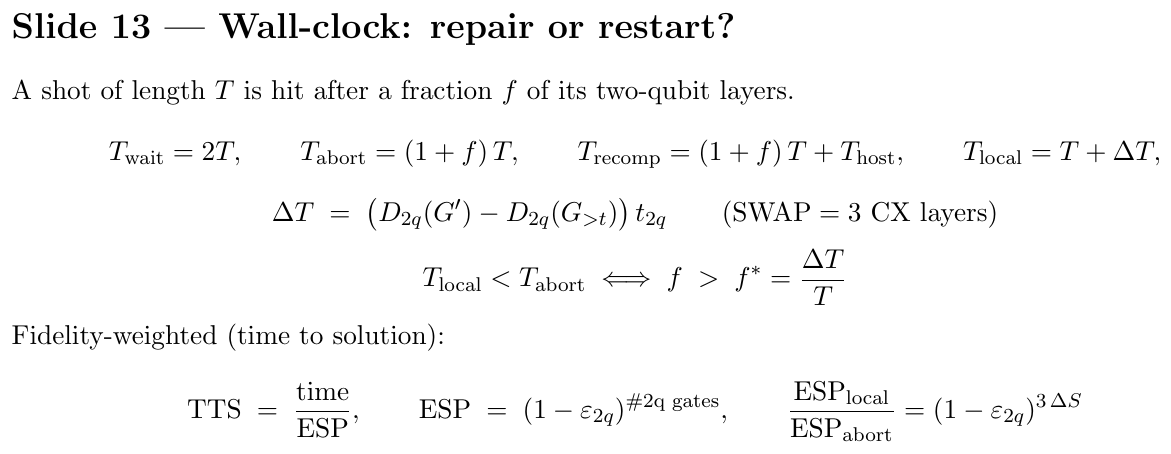 Slide 13 — Wall-clock: repair or restart?
A shot of length T is hit after a fraction f of its two-qubit layers.
T_wait = 2T,  T_abort = (1 + f) T,  T_recomp = (1 + f) T + T_host,  T_local = T + ΔT,
ΔT = (D_2q(G′) − D_2q(G_>t)) t_2q  (SWAP = 3 CX layers)
T_local < T_abort ⟺ f > f* = ΔT / T
Fidelity-weighted (time to solution):
TTS = time / ESP,  ESP = (1 − ε_2q)^#2q gates,  ESP_local / ESP_abort = (1 − ε_2q)^3 ΔS